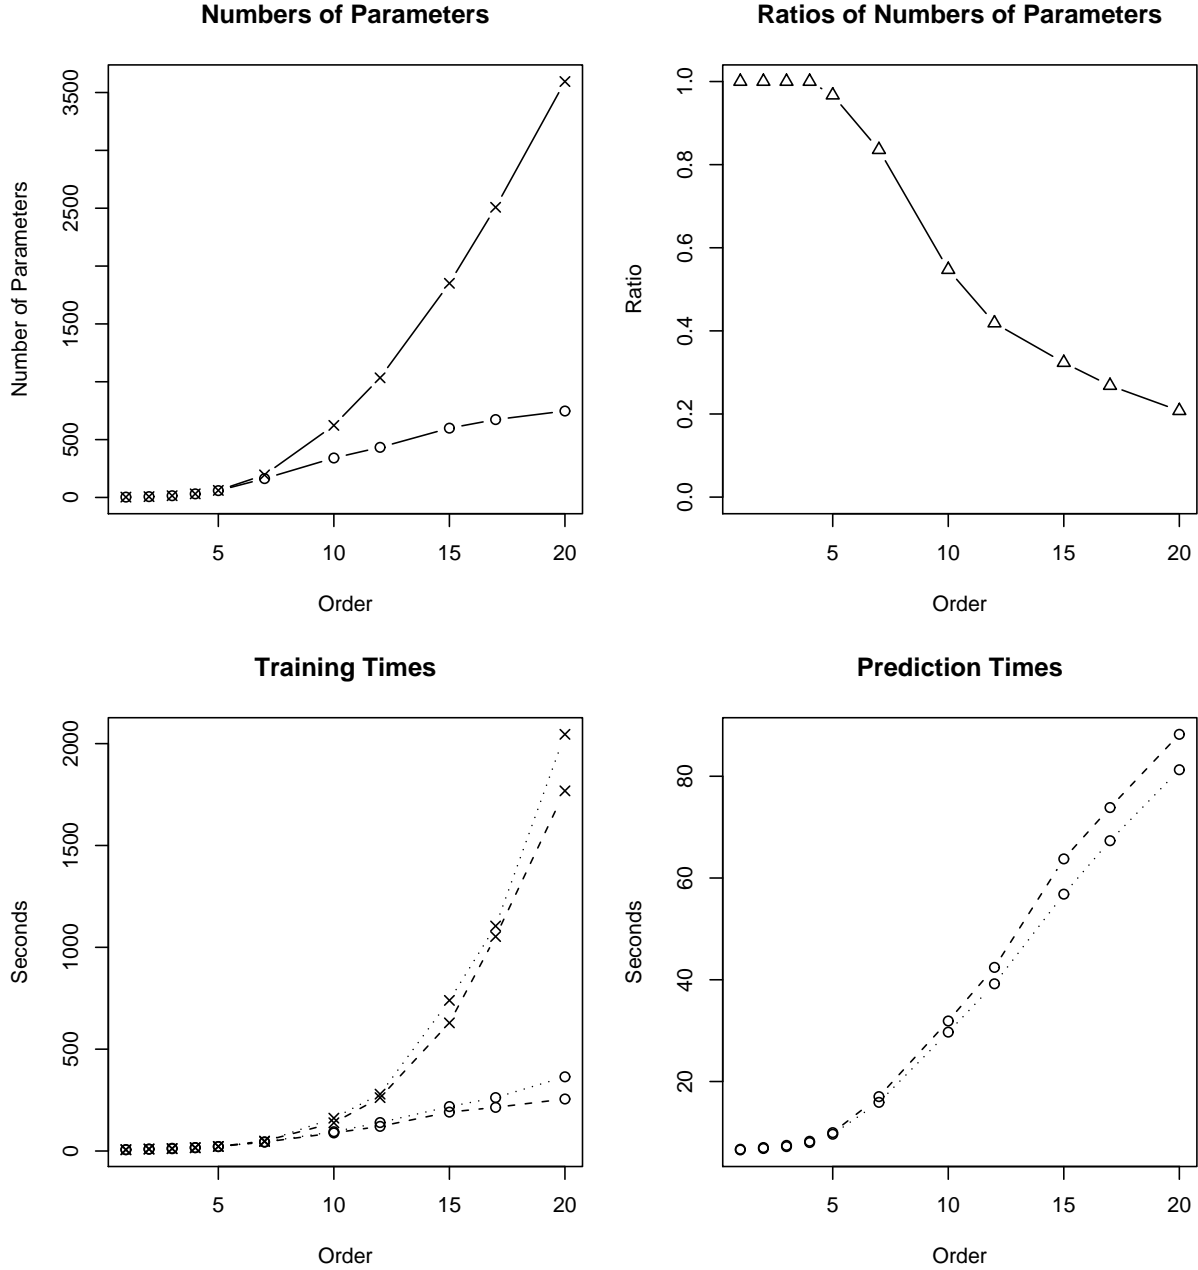 Numbers of Parameters
Number of Parameters
3500
2500
1500
500
0
5 10 15 20
Order
Ratios of Numbers of Parameters
Ratio
1.0
0.8
0.6
0.4
0.2
0.0
5 10 15 20
Order
Training Times
Seconds
2000
1500
1000
500
0
5 10 15 20
Order
Prediction Times
Seconds
80
60
40
20
5 10 15 20
Order